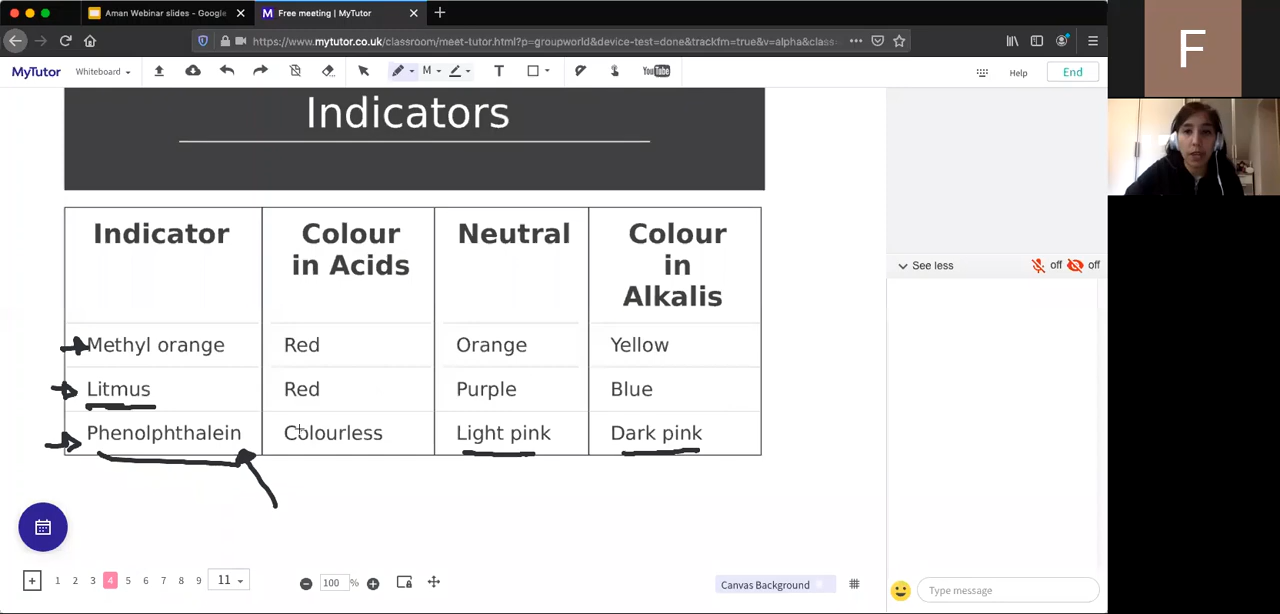 Aman Webinar slides - Google
Free meeting | MyTutor
https://www.mytutor.co.uk/classroom/meet-tutor.html?p=groupworld&device-test=done&trackfm=true&v=alpha&class
MyTutor
Whiteboard
M
T
YouTube
Help
End
F
Indicators
Indicator
Colour in Acids
Neutral
Colour in Alkalis
Methyl orange
Red
Orange
Yellow
Litmus
Red
Purple
Blue
Phenolphthalein
Colourless
Light pink
Dark pink
See less
off
off
1 2 3 4 5 6 7 8 9 11
100 %
Canvas Background
Type message